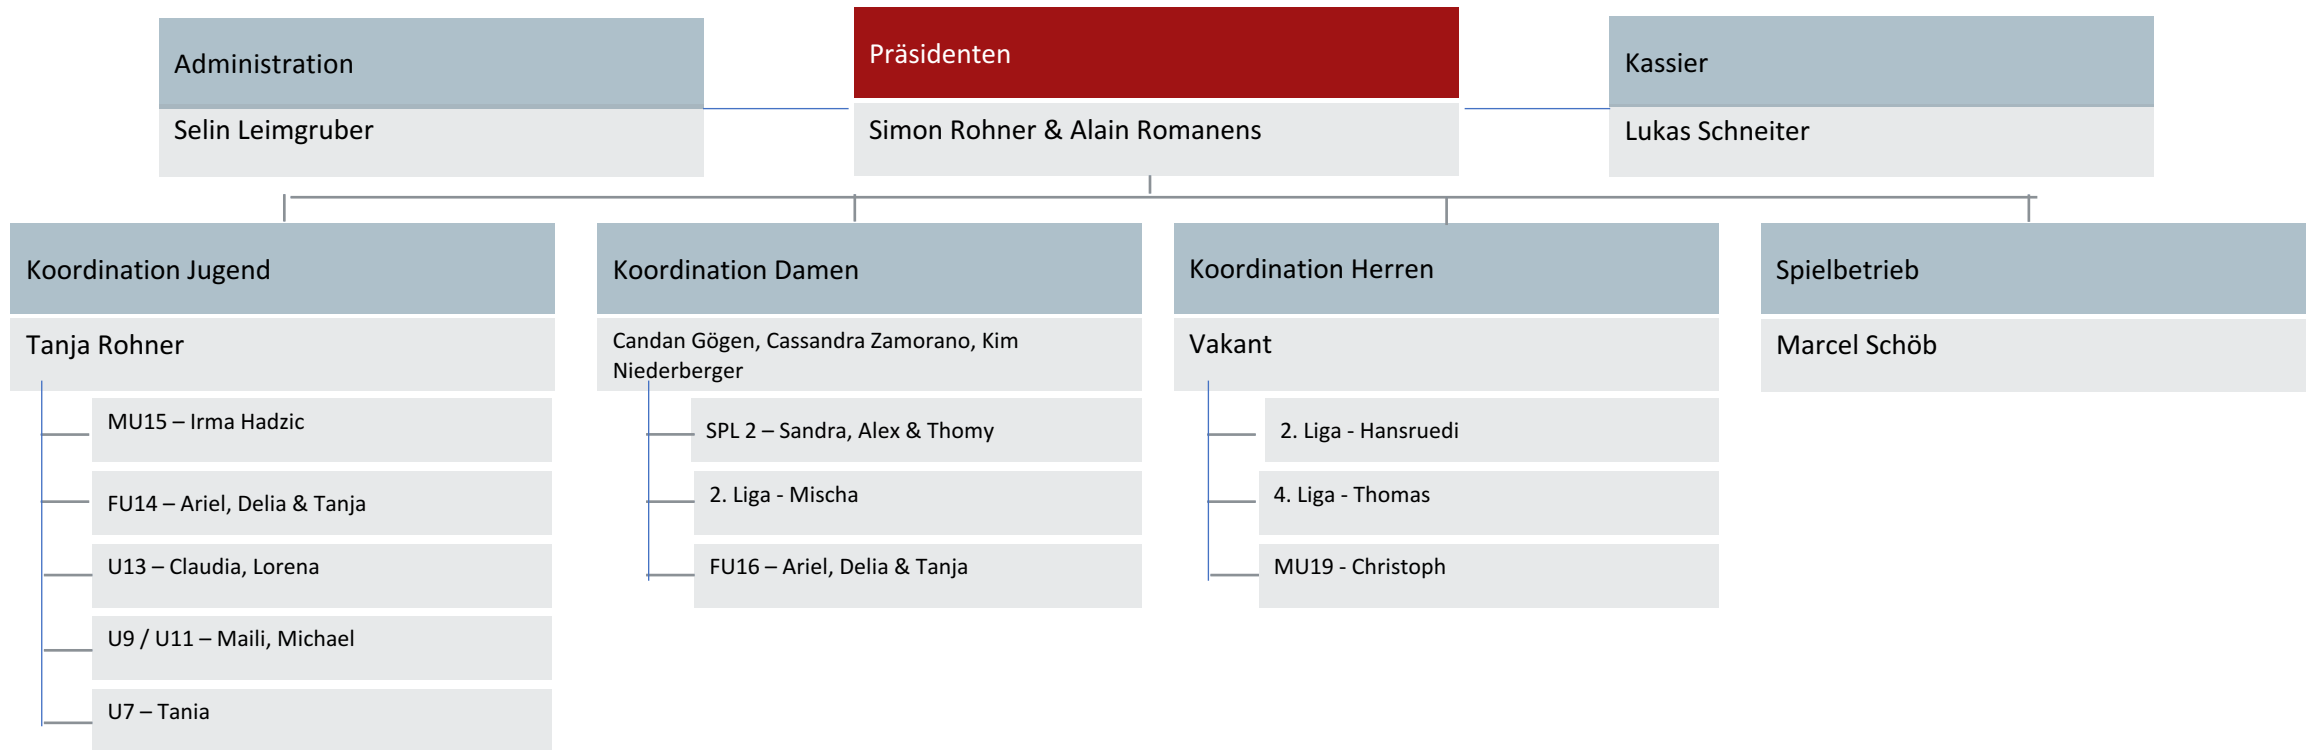 Administration
Selin Leimgruber
Präsidenten
Simon Rohner & Alain Romanens
Kassier
Lukas Schneiter
Koordination Jugend
Tanja Rohner
MU15 – Irma Hadzic
FU14 – Ariel, Delia & Tanja
U13 – Claudia, Lorena
U9 / U11 – Maili, Michael
U7 – Tania
Koordination Damen
Candan Gögen, Cassandra Zamorano, Kim
Niederberger
SPL 2 – Sandra, Alex & Thomy
2. Liga - Mischa
FU16 – Ariel, Delia & Tanja
Koordination Herren
Vakant
2. Liga - Hansruedi
4. Liga - Thomas
MU19 - Christoph
Spielbetrieb
Marcel Schöb